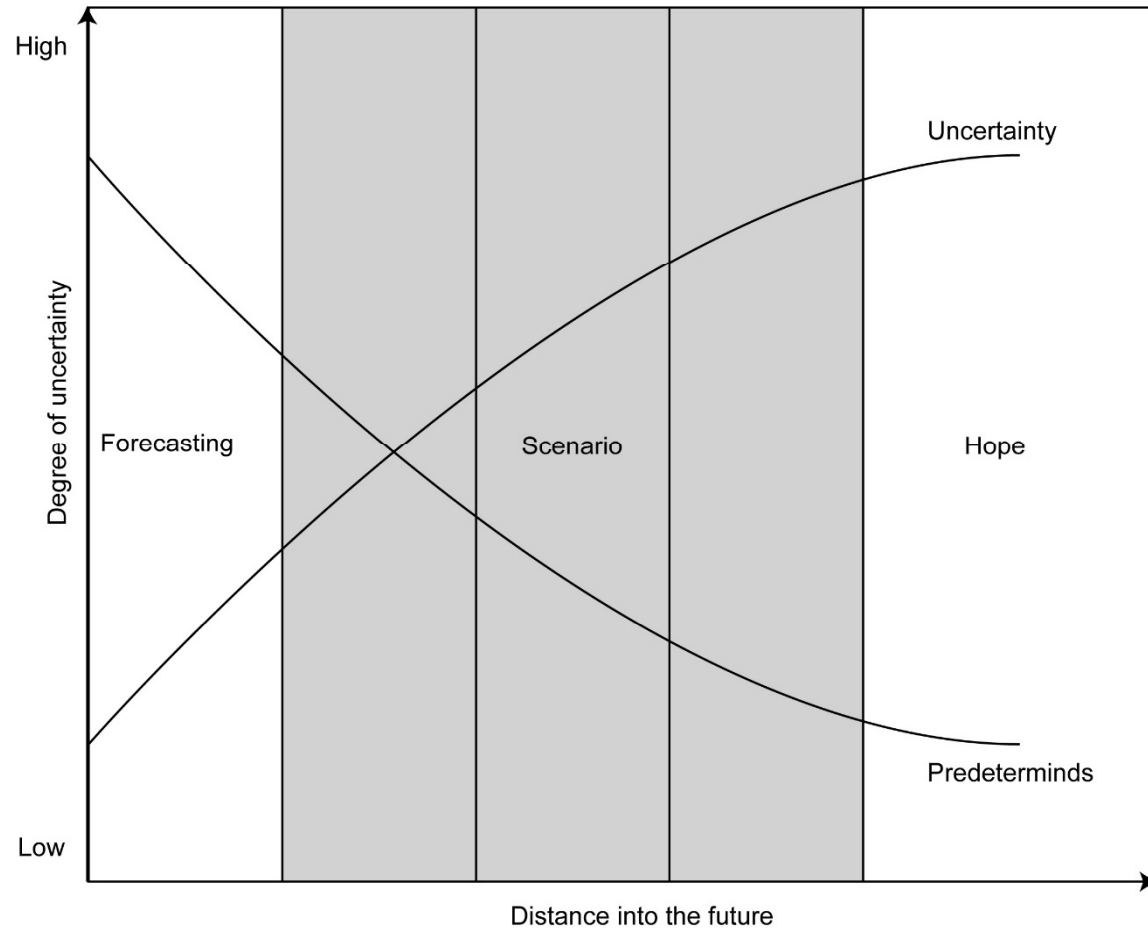 High
Uncertainty
Degree of uncertainty
Forecasting
Scenario
Hope
Predeterminds
Low
Distance into the future